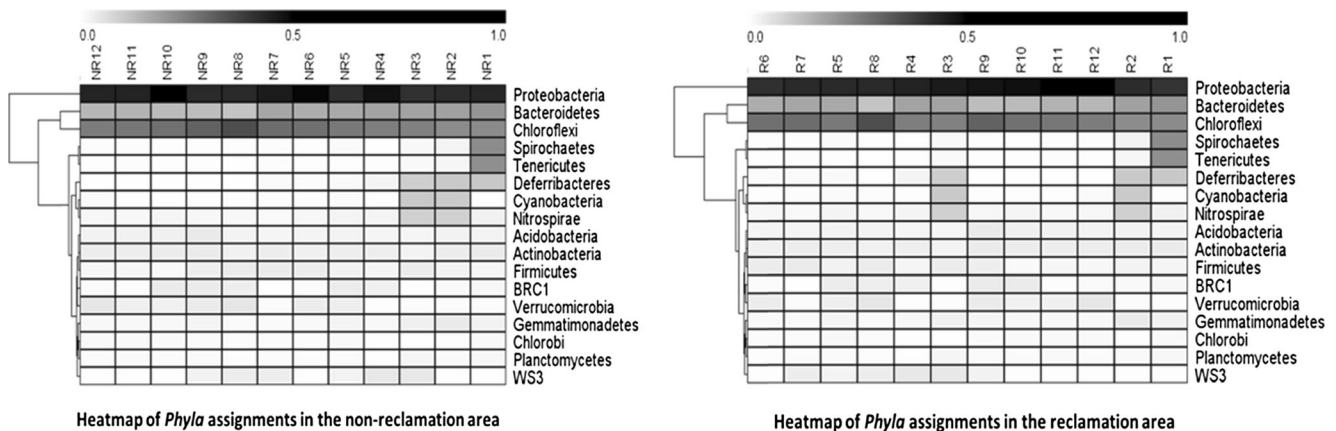 0.0 0.5 1.0
NR12 NR11 NR10 NR9 NR8 NR7 NR6 NR5 NR4 NR3 NR2 NR1
Proteobacteria
Bacteroidetes
Chloroflexi
Spirochaetes
Tenericutes
Deferribacteres
Cyanobacteria
Nitrospirae
Acidobacteria
Actinobacteria
Firmicutes
BRC1
Verrucomicrobia
Gemmatimonadetes
Chlorobi
Planctomycetes
WS3
Heatmap of Phyla assignments in the non-reclamation area
0.0 0.5 1.0
R6 R7 R5 R8 R4 R3 R9 R10 R11 R12 R2 R1
Proteobacteria
Bacteroidetes
Chloroflexi
Spirochaetes
Tenericutes
Deferribacteres
Cyanobacteria
Nitrospirae
Acidobacteria
Actinobacteria
Firmicutes
BRC1
Verrucomicrobia
Gemmatimonadetes
Chlorobi
Planctomycetes
WS3
Heatmap of Phyla assignments in the reclamation area